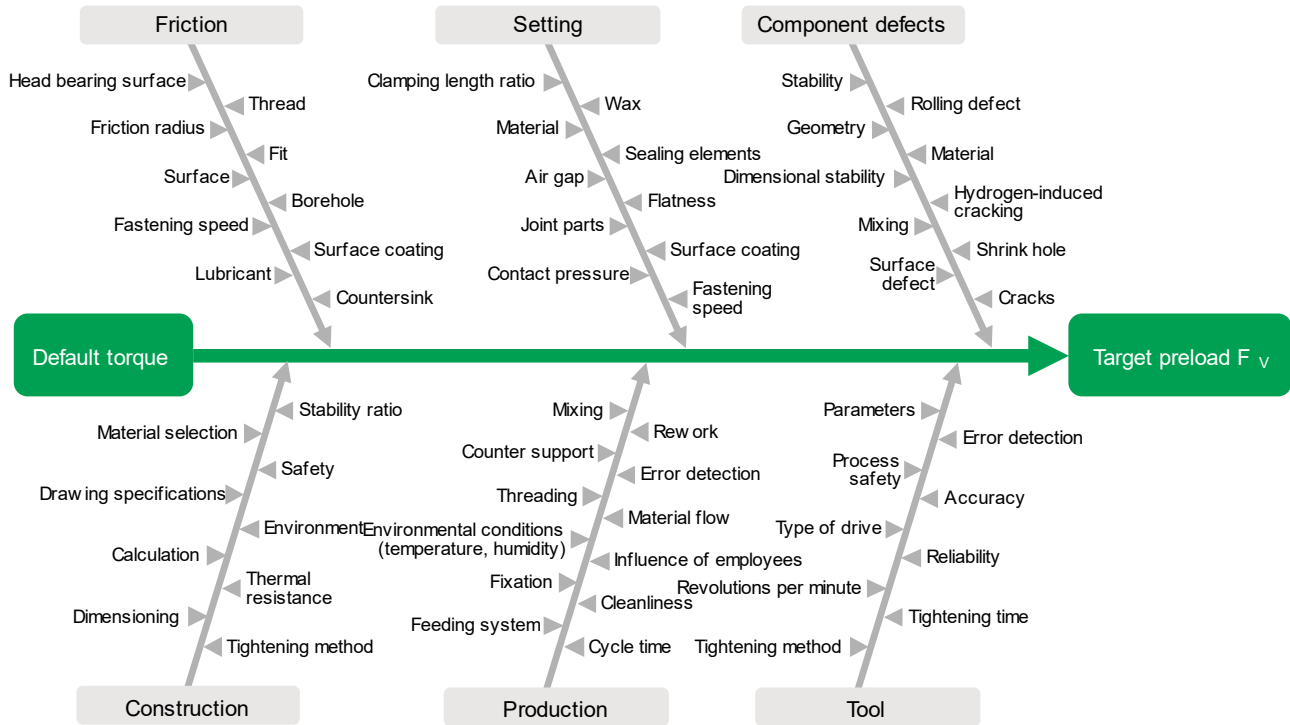 Friction
Setting
Component defects
Head bearing surface
Thread
Friction radius
Fit
Surface
Borehole
Fastening speed
Surface coating
Lubricant
Countersink
Clamping length ratio
Wax
Material
Sealing elements
Air gap
Flatness
Joint parts
Surface coating
Contact pressure
Fastening
speed
Stability
Rolling defect
Geometry
Material
Dimensional stability
Hydrogen-induced
cracking
Mixing
Shrink hole
Surface
defect
Cracks
Default torque
Target preload F V
Stability ratio
Material selection
Safety
Drawing specifications
Environment
Calculation
Thermal
resistance
Dimensioning
Tightening method
Mixing
Rework
Counter support
Error detection
Threading
Material flow
Environmental conditions
(temperature, humidity)
Influence of employees
Fixation
Cleanliness
Feeding system
Cycle time
Parameters
Error detection
Process
safety
Accuracy
Type of drive
Reliability
Revolutions per minute
Tightening time
Tightening method
Construction
Production
Tool